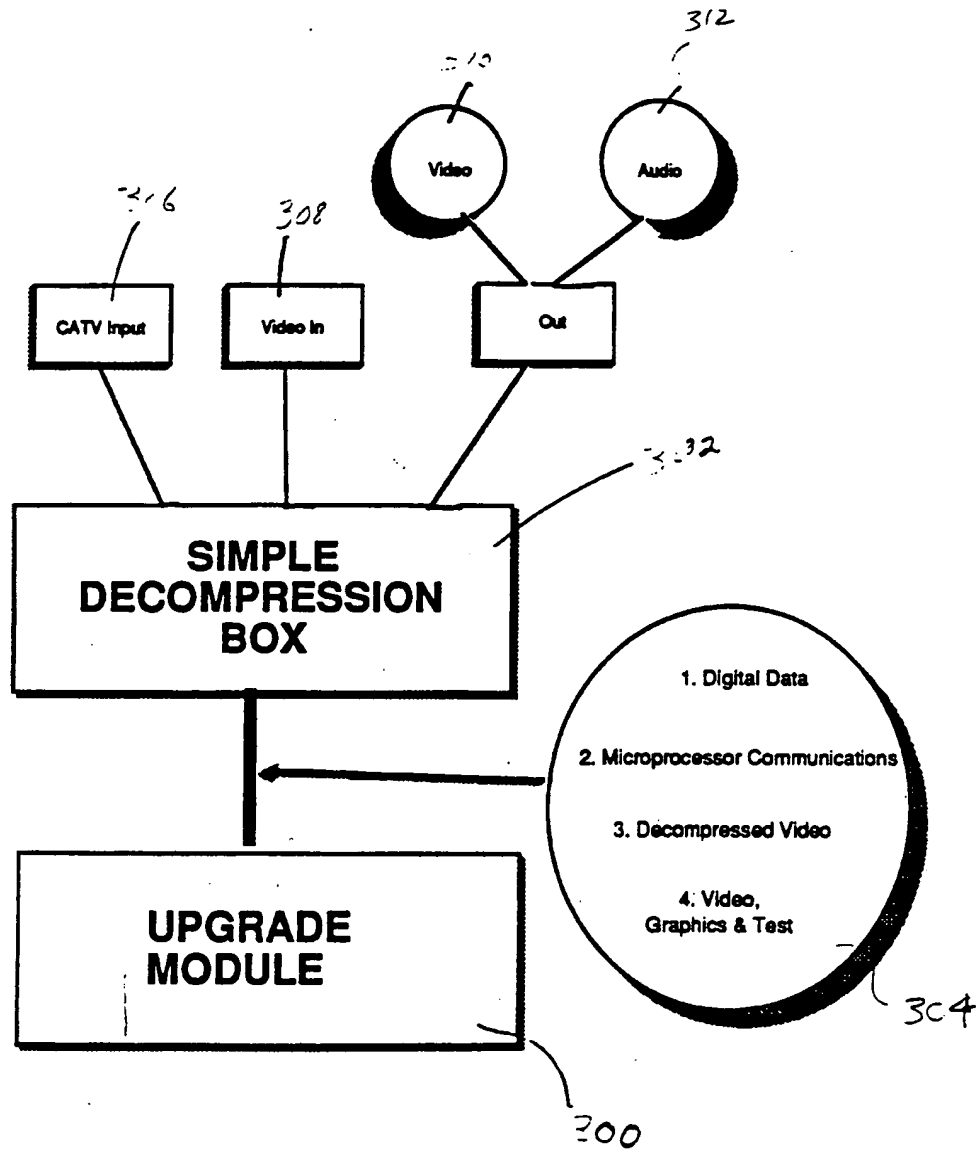 312
Video
Audio
308
CATV Input
Video In
Out
SIMPLE
DECOMPRESSION
BOX
1. Digital Data
2. Microprocessor Communications
3. Decompressed Video
4. Video,
Graphics & Test
UPGRADE
MODULE
304
300